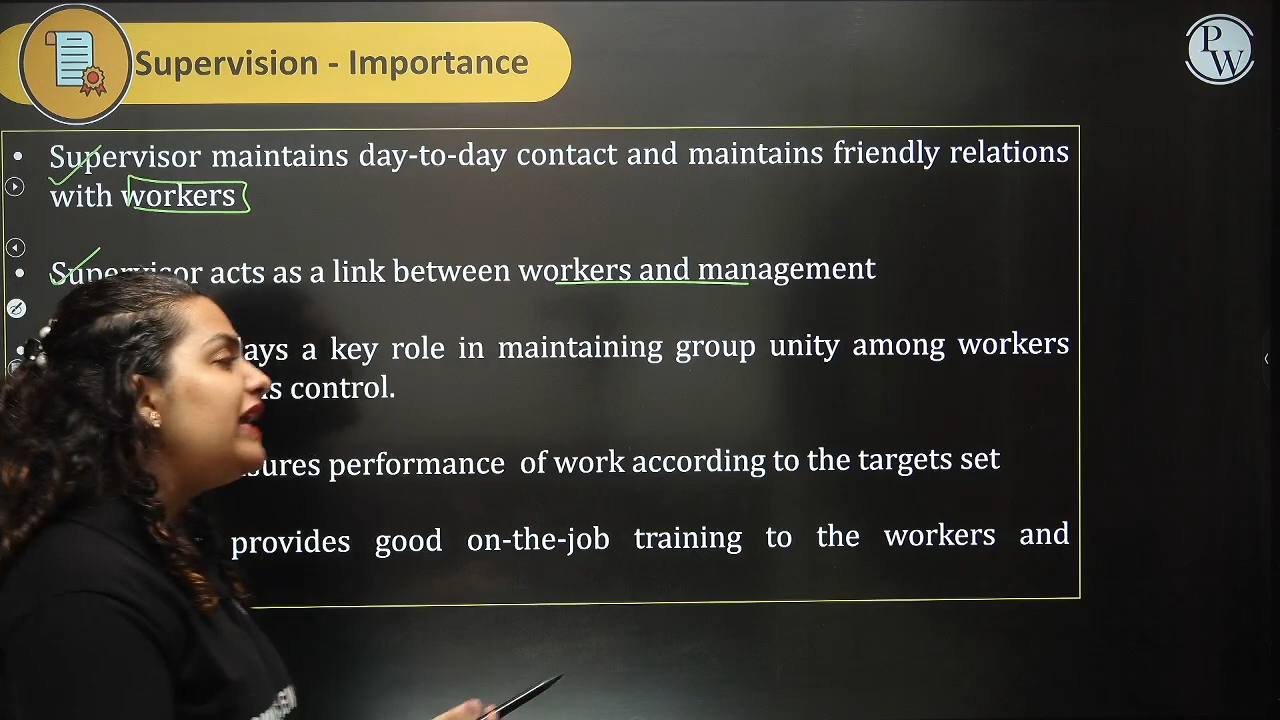 Supervision - Importance
PW
• Supervisor maintains day-to-day contact and maintains friendly relations
with workers
• Supervisor acts as a link between workers and management
a key role in maintaining group unity among workers
control.
performance of work according to the targets set
provides good on-the-job training to the workers and